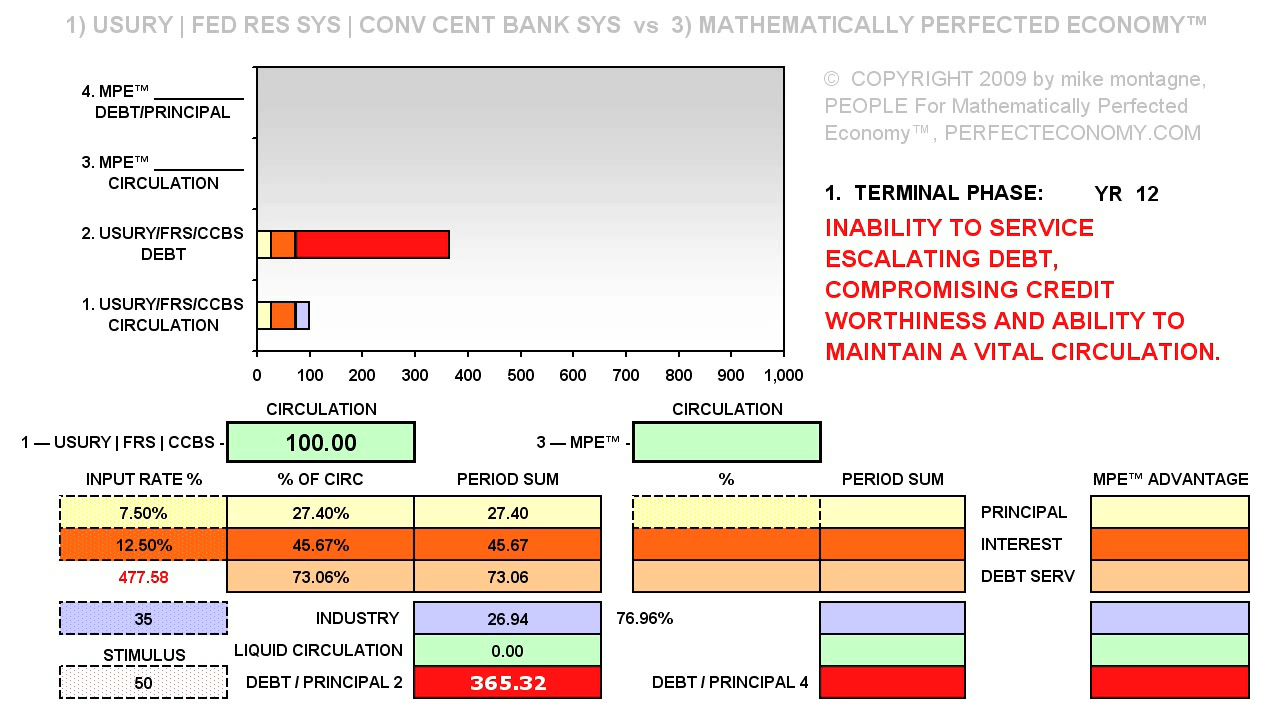 1) USURY | FED RES SYS | CONV CENT BANK SYS vs 3) MATHEMATICALLY PERFECTED ECONOMY™
4. MPE™ __________
DEBT/PRINCIPAL
3. MPE™ __________
CIRCULATION
2. USURY/FRS/CCBS
DEBT
1. USURY/FRS/CCBS
CIRCULATION
0 100 200 300 400 500 600 700 800 900 1,000
© COPYRIGHT 2009 by mike montagne,
PEOPLE For Mathematically Perfected
Economy™, PERFECTECONOMY.COM
1. TERMINAL PHASE: YR 12
INABILITY TO SERVICE
ESCALATING DEBT,
COMPROMISING CREDIT
WORTHINESS AND ABILITY TO
MAINTAIN A VITAL CIRCULATION.
CIRCULATION CIRCULATION
1 — USURY | FRS | CCBS - 100.00 3 — MPE™ -
INPUT RATE % % OF CIRC PERIOD SUM % PERIOD SUM MPE™ ADVANTAGE
7.50% 27.40% 27.40 PRINCIPAL
12.50% 45.67% 45.67 INTEREST
477.58 73.06% 73.06 DEBT SERV
35 INDUSTRY 26.94 76.96%
STIMULUS LIQUID CIRCULATION 0.00
50 DEBT / PRINCIPAL 2 365.32 DEBT / PRINCIPAL 4